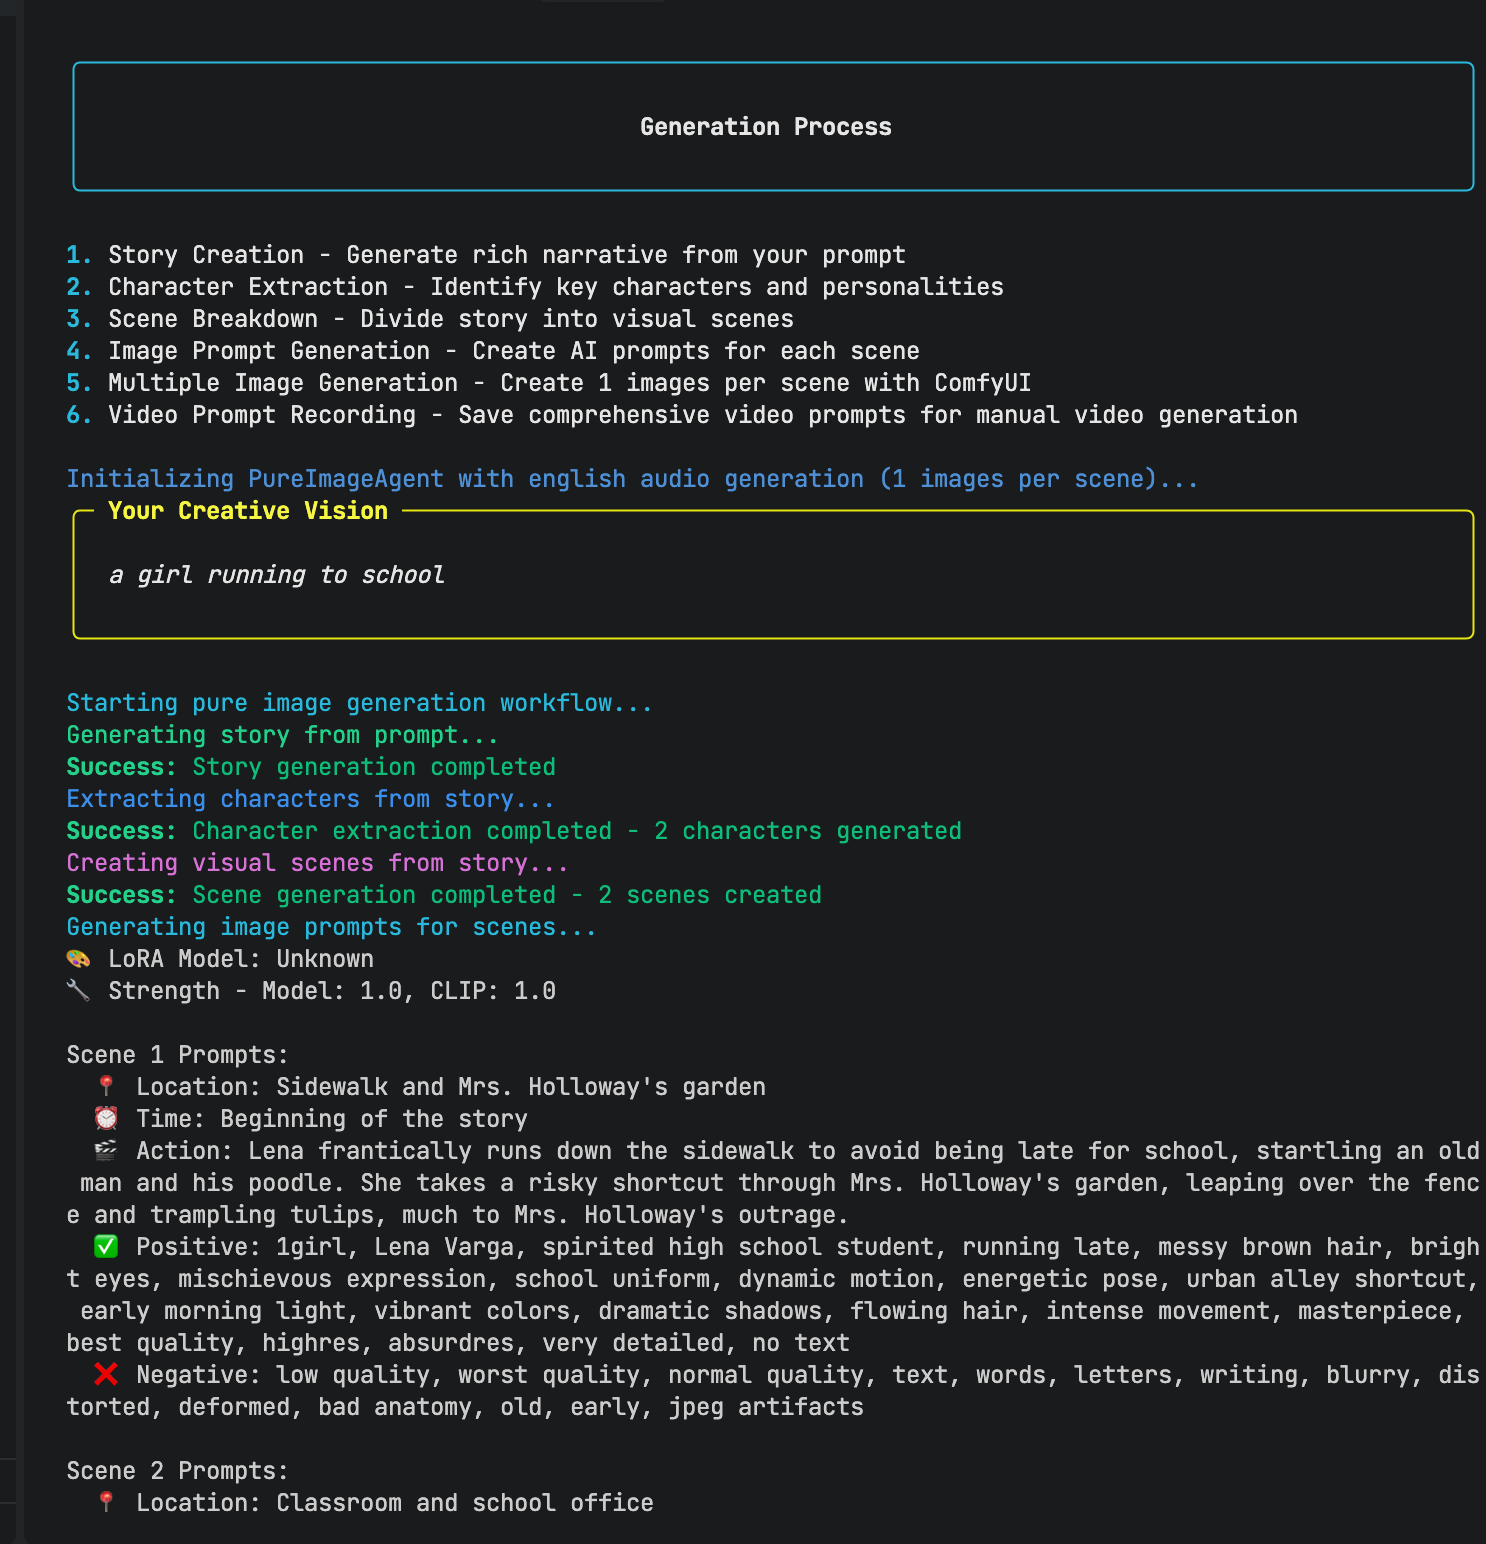 Generation Process
1. Story Creation - Generate rich narrative from your prompt
2. Character Extraction - Identify key characters and personalities
3. Scene Breakdown - Divide story into visual scenes
4. Image Prompt Generation - Create AI prompts for each scene
5. Multiple Image Generation - Create 1 images per scene with ComfyUI
6. Video Prompt Recording - Save comprehensive video prompts for manual video generation
Initializing PureImageAgent with english audio generation (1 images per scene)...
Your Creative Vision
a girl running to school
Starting pure image generation workflow...
Generating story from prompt...
Success: Story generation completed
Extracting characters from story...
Success: Character extraction completed - 2 characters generated
Creating visual scenes from story...
Success: Scene generation completed - 2 scenes created
Generating image prompts for scenes...
🎨 LoRA Model: Unknown
🔧 Strength - Model: 1.0, CLIP: 1.0
Scene 1 Prompts:
📍 Location: Sidewalk and Mrs. Holloway's garden
⏰ Time: Beginning of the story
🎬 Action: Lena frantically runs down the sidewalk to avoid being late for school, startling an old
man and his poodle. She takes a risky shortcut through Mrs. Holloway's garden, leaping over the fenc
e and trampling tulips, much to Mrs. Holloway's outrage.
✅ Positive: 1girl, Lena Varga, spirited high school student, running late, messy brown hair, brigh
t eyes, mischievous expression, school uniform, dynamic motion, energetic pose, urban alley shortcut,
early morning light, vibrant colors, dramatic shadows, flowing hair, intense movement, masterpiece,
best quality, highres, absurdres, very detailed, no text
❌ Negative: low quality, worst quality, normal quality, text, words, letters, writing, blurry, dis
torted, deformed, bad anatomy, old, early, jpeg artifacts
Scene 2 Prompts:
📍 Location: Classroom and school office